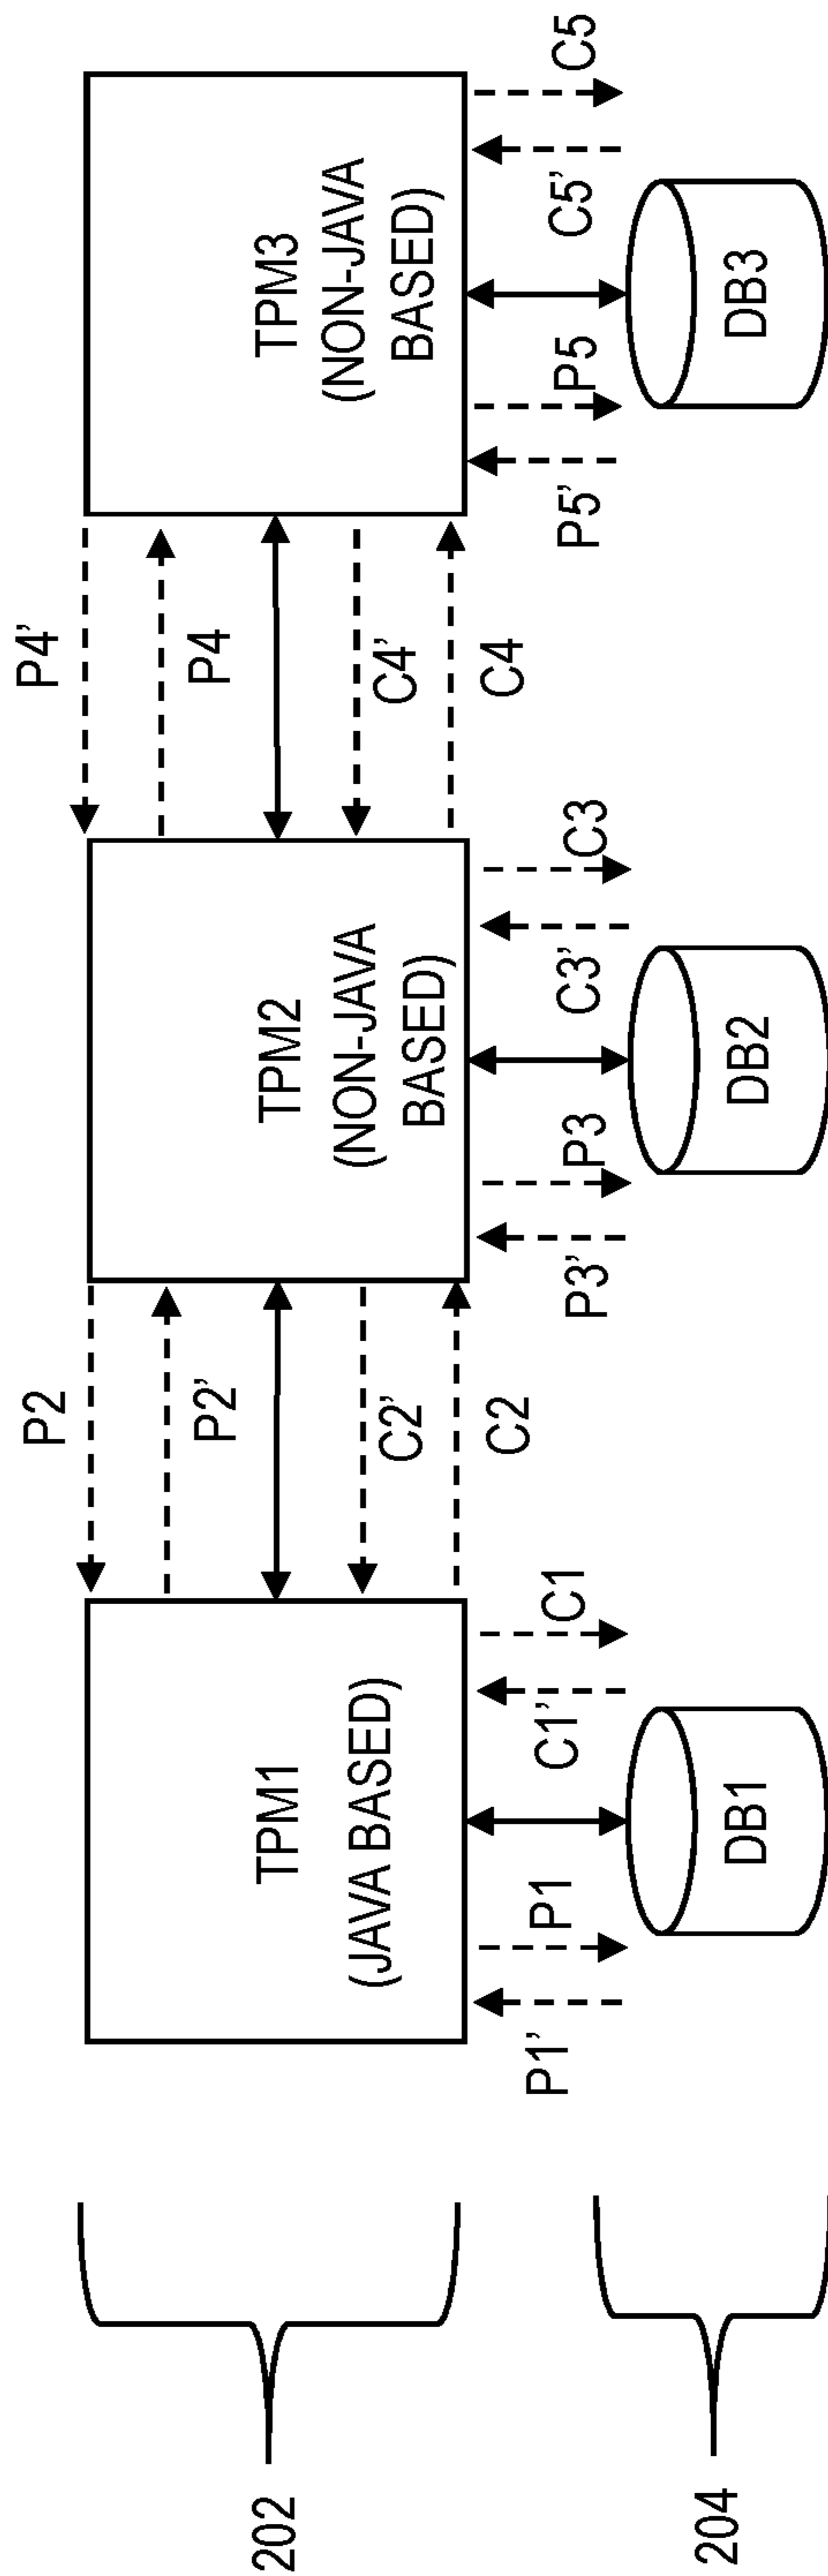 202
204
TPM1
(JAVA BASED)
TPM2
(NON-JAVA
BASED)
TPM3
(NON-JAVA
BASED)
P2
P2’
C2’
C2
P4’
P4
C4’
C4
P1’
P1
C1’
C1
P3’
P3
C3’
C3
P5’
P5
C5’
C5
DB1
DB2
DB3